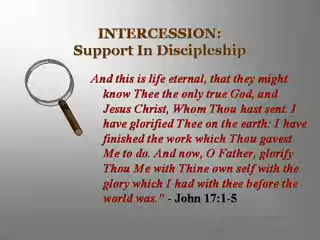 INTERCESSION:
Support In Discipleship
And this is life eternal, that they might
know Thee the only true God, and
Jesus Christ, Whom Thou hast sent. I
have glorified Thee on the earth: I have
finished the work which Thou gavest
Me to do. And now, O Father, glorify
Thou Me with Thine own self with the
glory which I had with thee before the
world was." - John 17:1-5